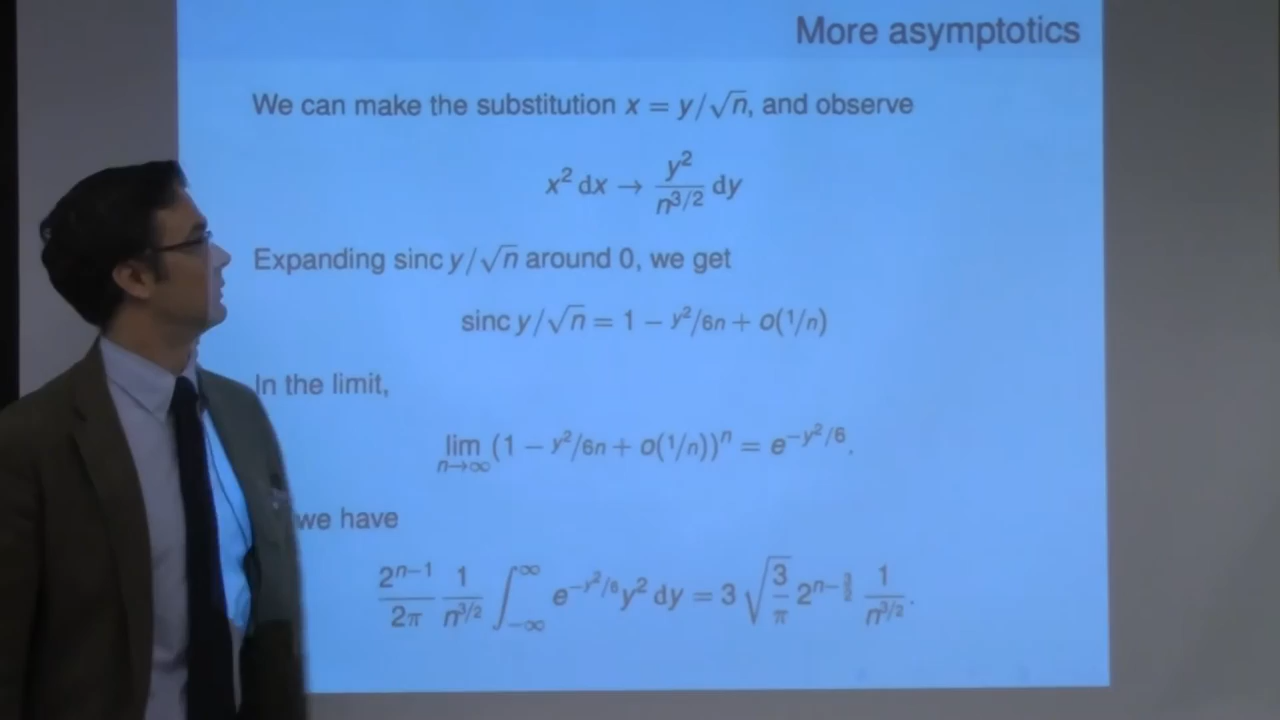 More asymptotics
We can make the substitution x = y/√n, and observe
x² dx → y²/n^{3/2} dy
Expanding sinc y/√n around 0, we get
sinc y/√n = 1 − y²/6n + o(1/n)
In the limit,
lim_{n→∞} (1 − y²/6n + o(1/n))ⁿ = e^{−y²/6}.
we have
2^{n−1}/2π 1/n^{3/2} ∫_{−∞}^{∞} e^{−y²/6} y² dy = 3 √(3/π) 2^{n−3/2} 1/n^{3/2}.